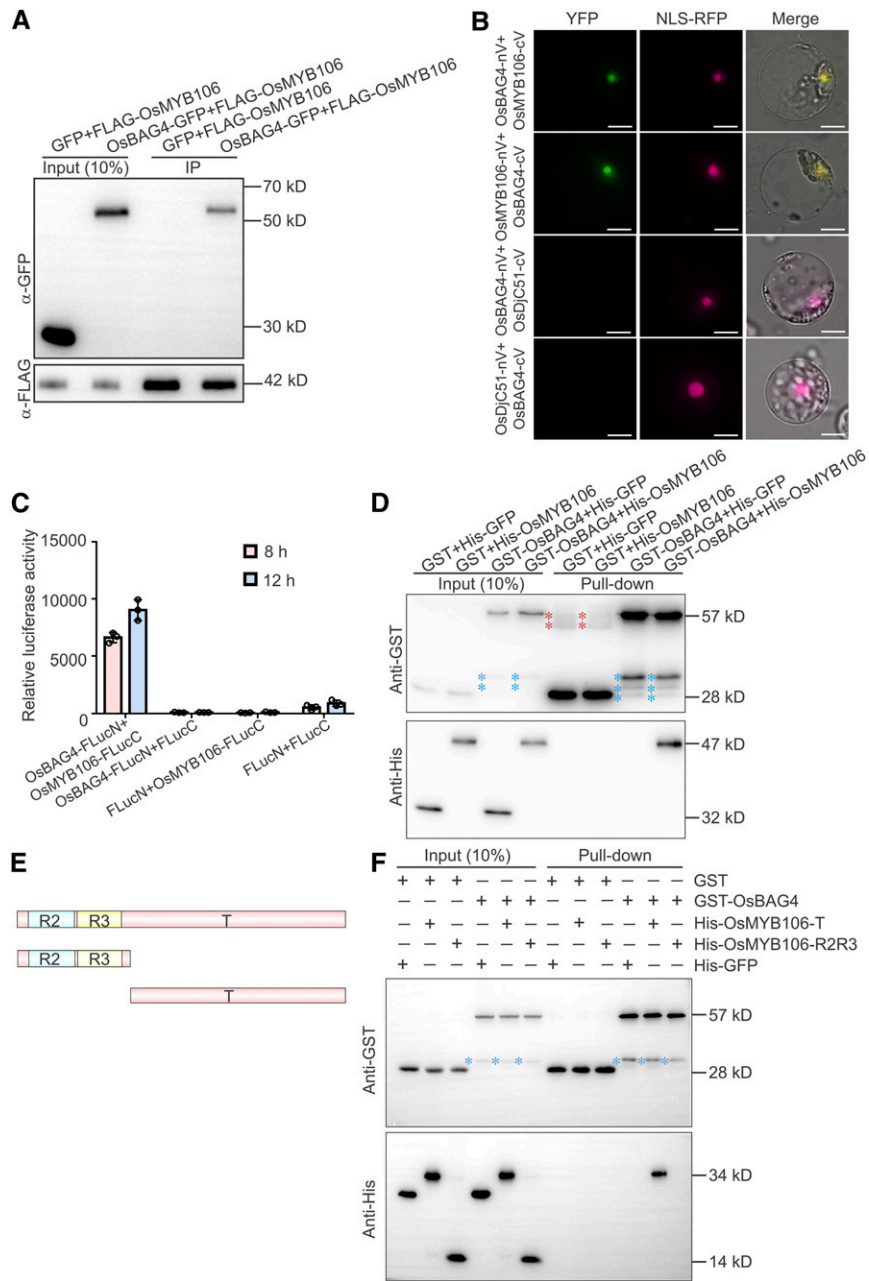 A
GFP+FLAG-OsMYB106
OsBAG4-GFP+FLAG-OsMYB106
GFP+FLAG-OsMYB106
OsBAG4-GFP+FLAG-OsMYB106
Input (10%)
IP
70 kD
50 kD
30 kD
42 kD
α-GFP
α-FLAG
B
YFP
NLS-RFP
Merge
OsBAG4-nV+
OsMYB106-cV
OsMYB106-nV+
OsBAG4-cV
OsBAG4-nV+
OsDjC51-cV
OsDjC51-nV+
OsBAG4-cV
C
Relative luciferase activity
15000
10000
5000
0
8 h
12 h
OsBAG4-FLucN+
OsMYB106-FLucC
OsBAG4-FLucN+FLucC
FLucN+OsMYB106-FLucC
FLucN+FLucC
D
GST+His-GFP
GST+His-OsMYB106
GST-OsBAG4+His-GFP
GST-OsBAG4+His-OsMYB106
GST+His-GFP
GST+His-OsMYB106
GST-OsBAG4+His-GFP
GST-OsBAG4+His-OsMYB106
Input (10%)
Pull-down
Anti-GST
57 kD
28 kD
Anti-His
47 kD
32 kD
E
R2 R3 T
R2 R3
T
F
Input (10%)
Pull-down
+ + + − − − + + + − − − GST
− − − + + + − − − + + + GST-OsBAG4
− + − − + − − + − − + − His-OsMYB106-T
− − + − − + − − + − − + His-OsMYB106-R2R3
+ − − + − − + − − + − − His-GFP
Anti-GST
57 kD
28 kD
Anti-His
34 kD
14 kD